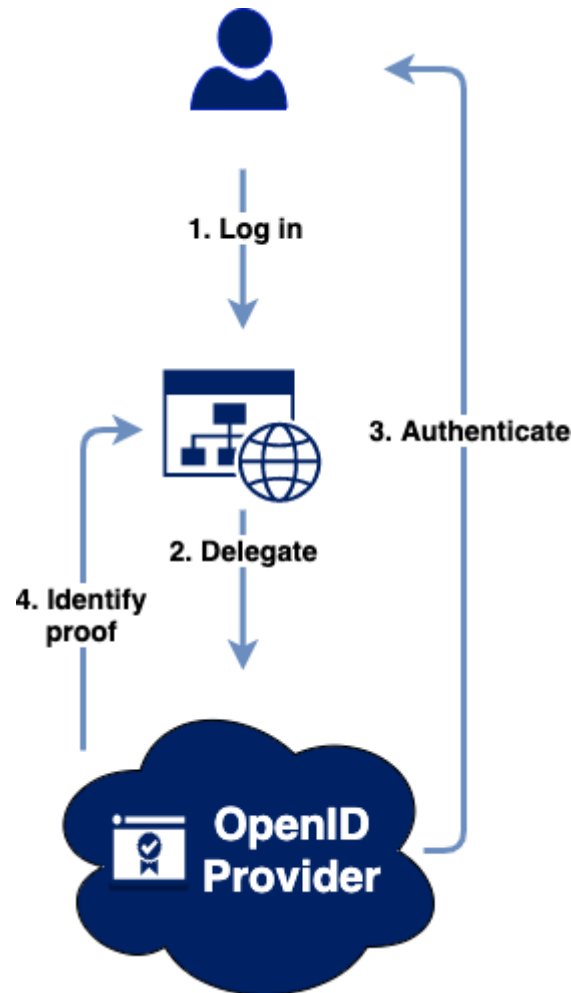 1. Log in
3. Authenticate
2. Delegate
4. Identify
proof
OpenID
Provider